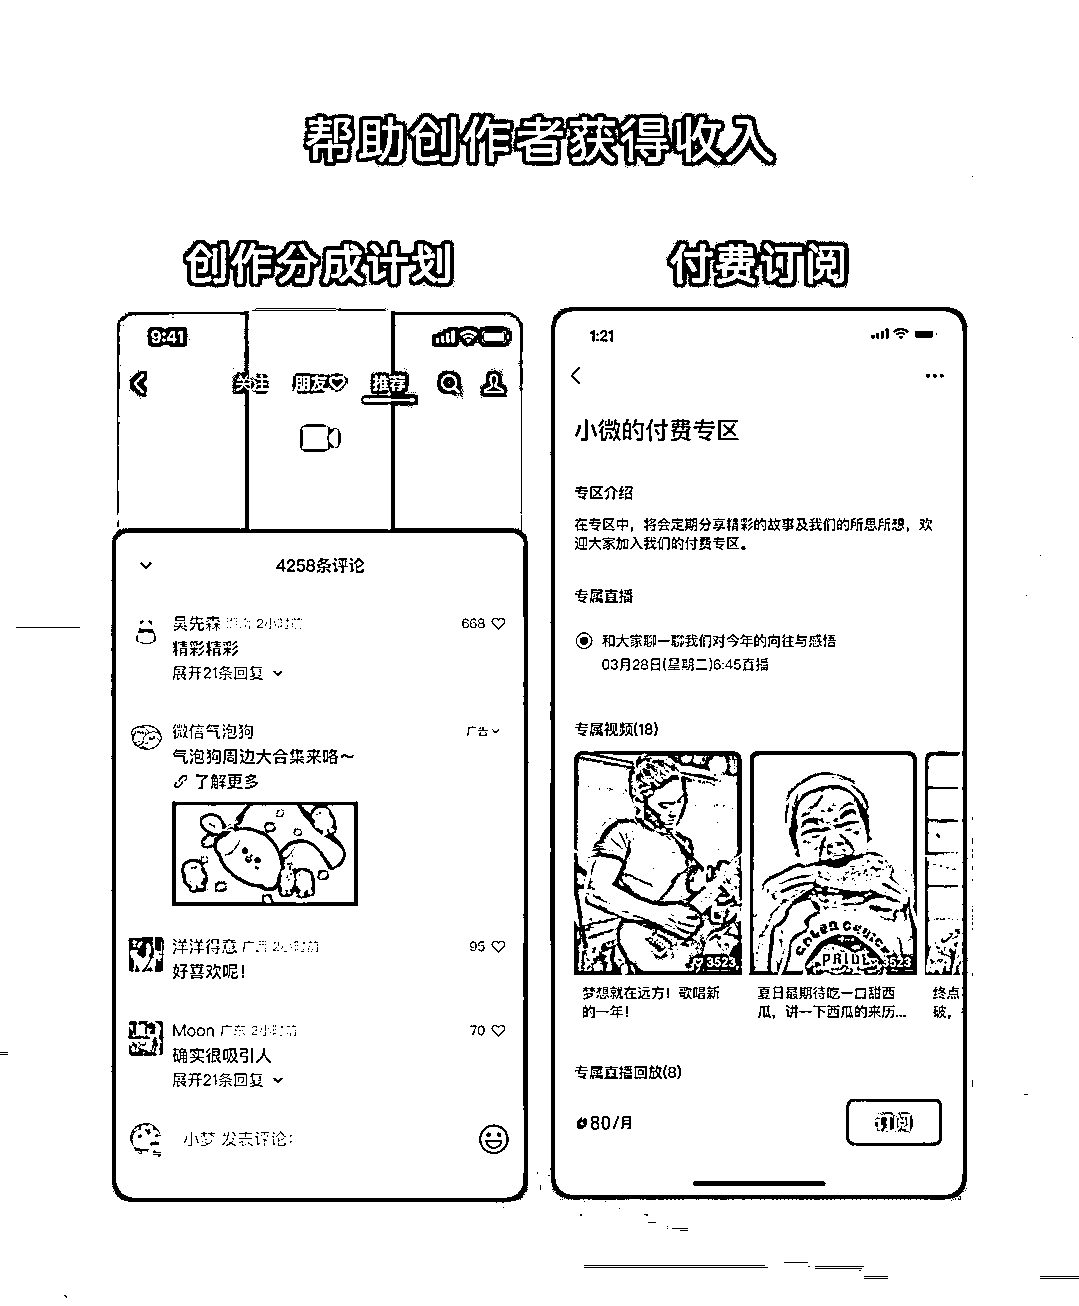 帮助创作者获得收入
创作分成计划
付费订阅
9:41
关注 朋友 推荐
4258条评论
吴先森 2小时前 668
精彩精彩
展开21条回复
微信气泡狗 广告
气泡狗周边大合集来咯～
了解更多
洋洋得意 广东 2小时前 95
好喜欢呢！
Moon 广东 2小时前 70
确实很吸引人
展开21条回复
小梦 发表评论：
1:21
小微的付费专区
专区介绍
在专区中，将会定期分享精彩的故事及我们的所思所想，欢
迎大家加入我们的付费专区。
专属直播
和大家聊一聊我们对今年的向往与感悟
03月28日(星期二)6:45直播
专属视频(18)
PRIDE
3523
3523
梦想就在远方！歌唱新
的一年！
夏日最期待吃一口甜西
瓜，讲一下西瓜的来历...
终点
破，
专属直播回放(8)
80/月
订阅